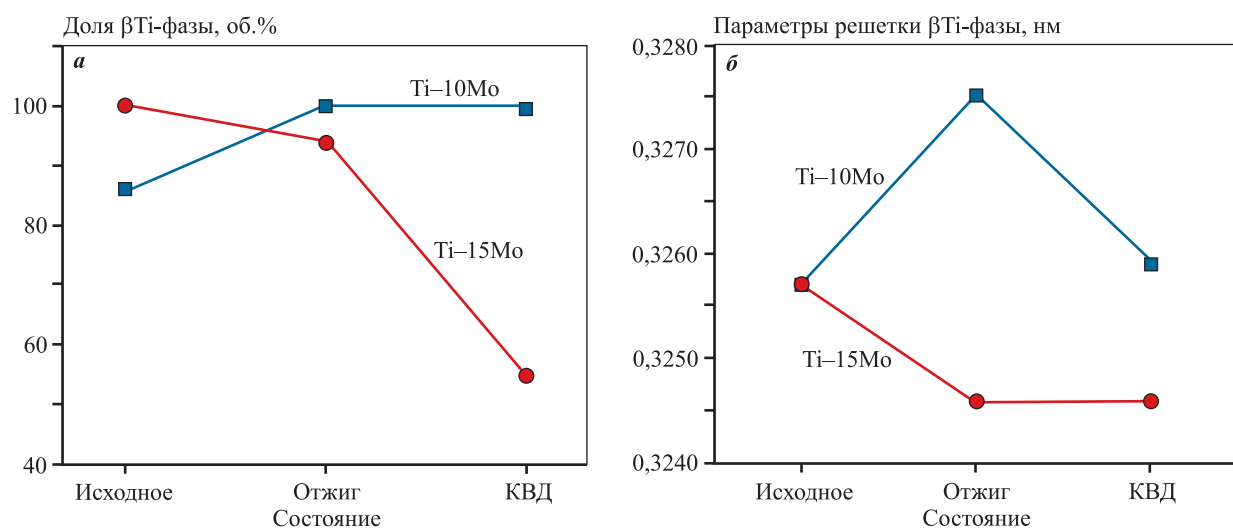 Доля βTi-фазы, об.%
а
100
80
60
40
Ti–10Mo
Ti–15Mo
Исходное
Отжиг
КВД
Состояние
Параметры решетки βTi-фазы, нм
б
0,3280
0,3270
0,3260
0,3250
0,3240
Ti–10Mo
Ti–15Mo
Исходное
Отжиг
КВД
Состояние